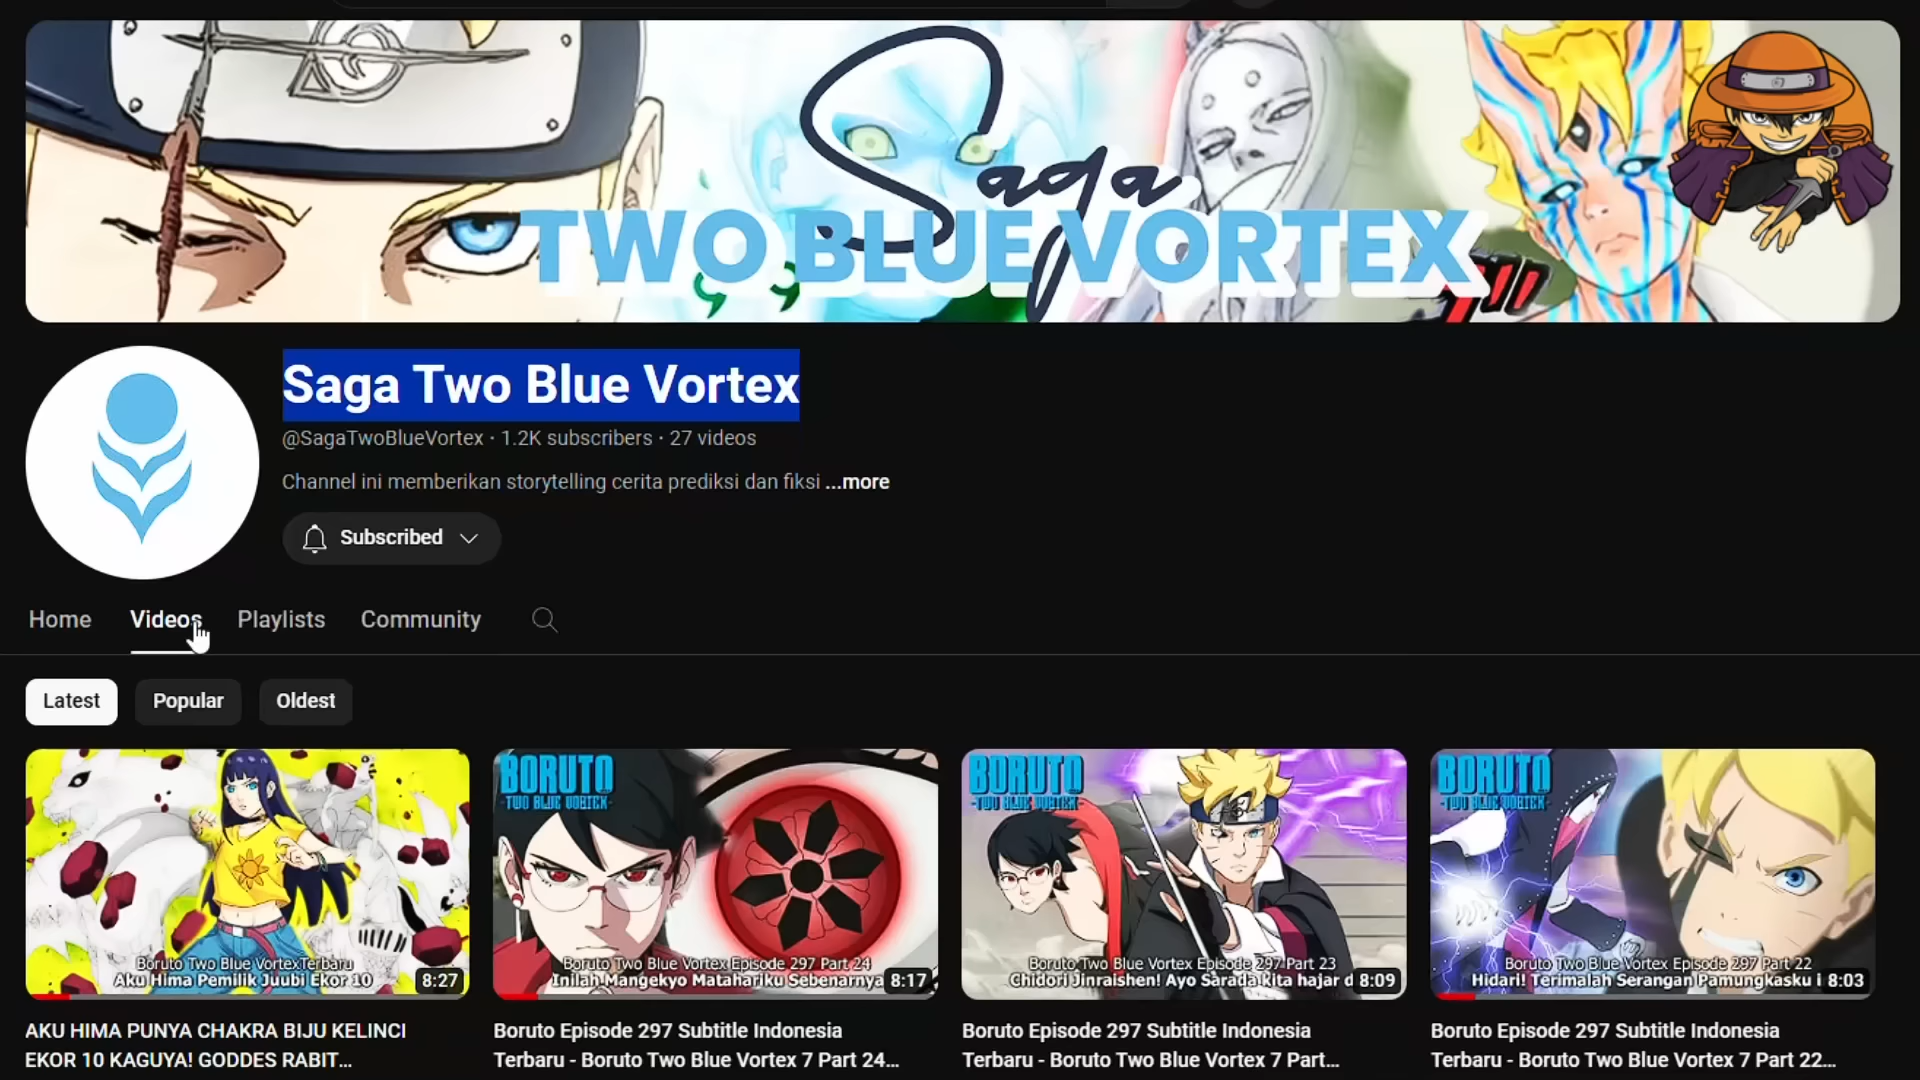 Saga
TWO BLUE VORTEX
Saga Two Blue Vortex
@SagaTwoBlueVortex · 1.2K subscribers · 27 videos
Channel ini memberikan storytelling cerita prediksi dan fiksi ...more
Subscribed
Home Videos Playlists Community
Latest Popular Oldest
Boruto Two Blue VortexTerbaru
Aku Hima Pemilik Juubi Ekor 10
8:27
BORUTO
-TWO BLUE VORTEX-
Boruto Two Blue Vortex Episode 297 Part 24
Inilah Mangekyo Matahariku Sebenarnya
8:17
BORUTO
-TWO BLUE VORTEX-
Boruto Two Blue Vortex Episode 297 Part 23
Chidori Jinraishen! Ayo Sarada kita hajar d
8:09
BORUTO
-TWO BLUE VORTEX-
Boruto Two Blue Vortex Episode 297 Part 22
Hidari! Terimalah Serangan Pamungkasku i
8:03
AKU HIMA PUNYA CHAKRA BIJU KELINCI
EKOR 10 KAGUYA! GODDES RABIT...
Boruto Episode 297 Subtitle Indonesia
Terbaru - Boruto Two Blue Vortex 7 Part 24...
Boruto Episode 297 Subtitle Indonesia
Terbaru - Boruto Two Blue Vortex 7 Part...
Boruto Episode 297 Subtitle Indonesia
Terbaru - Boruto Two Blue Vortex 7 Part 22...